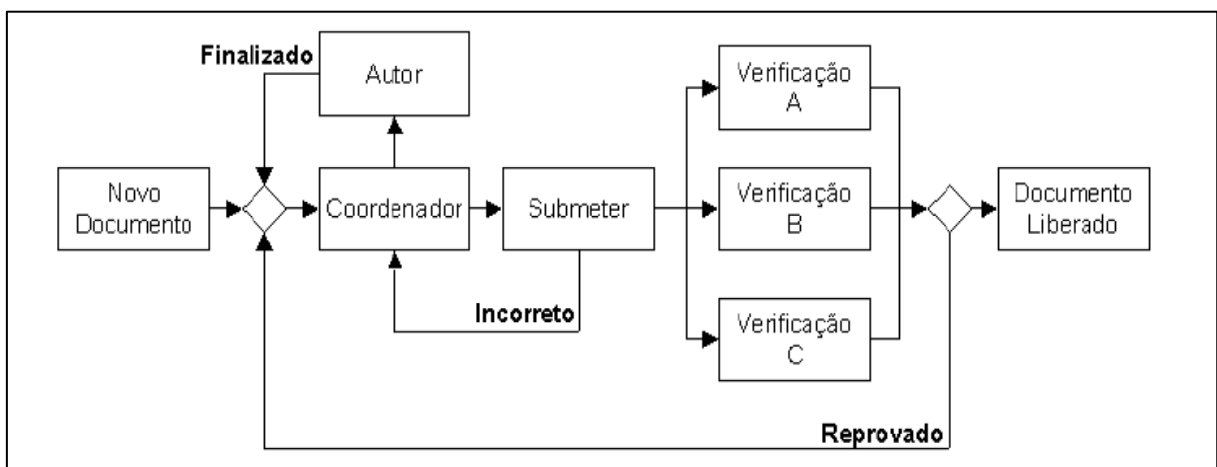 Finalizado
Autor
Verificação
A
Novo
Documento
Coordenador
Submeter
Verificação
B
Documento
Liberado
Incorreto
Verificação
C
Reprovado